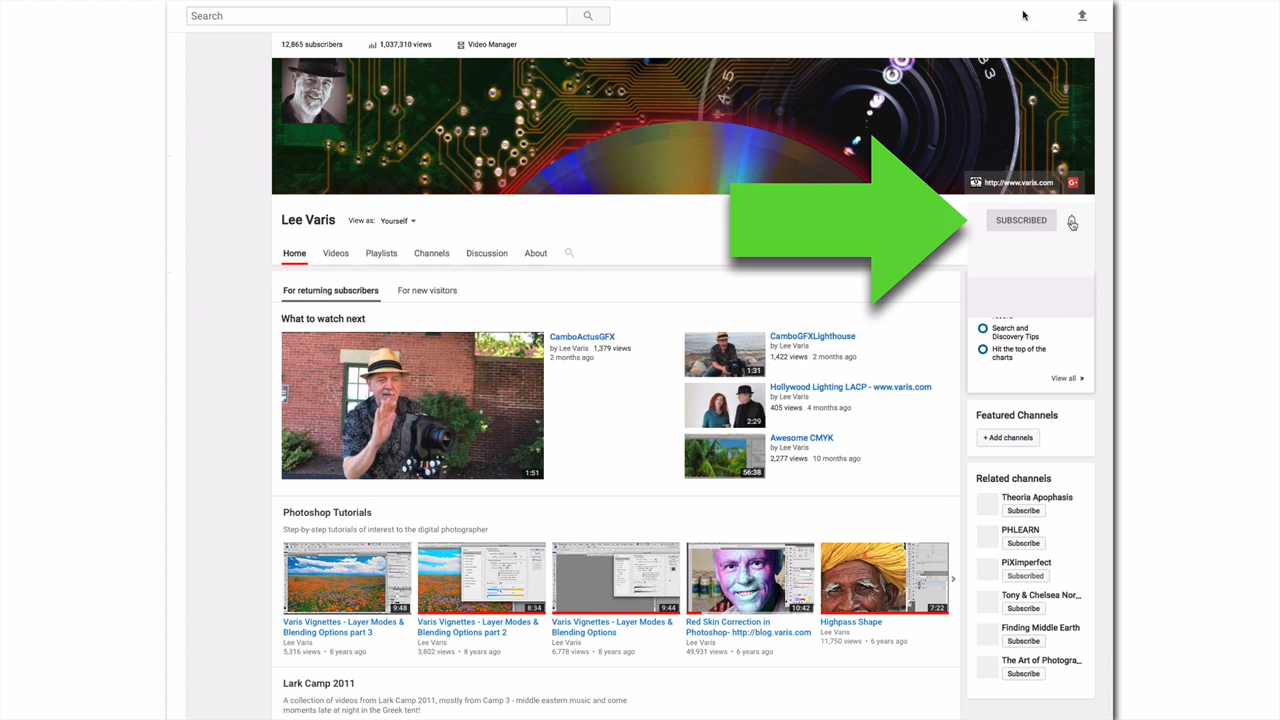 Search
12,865 subscribers
1,037,310 views
Video Manager
4.5
http://www.varis.com
Lee Varis
View as: Yourself
SUBSCRIBED
Home
Videos
Playlists
Channels
Discussion
About
For returning subscribers
For new visitors
What to watch next
1:51
CamboActusGFX
by Lee Varis 1,379 views
2 months ago
1:31
CamboGFXLighthouse
by Lee Varis
1,422 views 2 months ago
2:29
Hollywood Lighting LACP - www.varis.com
by Lee Varis
405 views 4 months ago
56:38
Awesome CMYK
by Lee Varis
2,277 views 10 months ago
Search and
Discovery Tips
Hit the top of the
charts
View all »
Featured Channels
+ Add channels
Related channels
Theoria Apophasis
Subscribe
PHLEARN
Subscribe
PiXimperfect
Subscribed
Tony & Chelsea Nor...
Subscribe
Finding Middle Earth
Subscribe
The Art of Photogra...
Subscribe
Photoshop Tutorials
Step-by-step tutorials of interest to the digital photographer
9:48
Varis Vignettes - Layer Modes &
Blending Options part 3
Lee Varis
5,316 views • 8 years ago
8:34
Varis Vignettes - Layer Modes &
Blending Options part 2
Lee Varis
3,802 views • 8 years ago
9:44
Varis Vignettes - Layer Modes &
Blending Options
Lee Varis
6,778 views • 8 years ago
10:42
Red Skin Correction in
Photoshop- http://blog.varis.com
Lee Varis
49,931 views • 6 years ago
7:22
Highpass Shape
Lee Varis
11,750 views • 6 years ago
Lark Camp 2011
A collection of videos from Lark Camp 2011, mostly from Camp 3 - middle eastern music and some
moments late at night in the Greek tent!